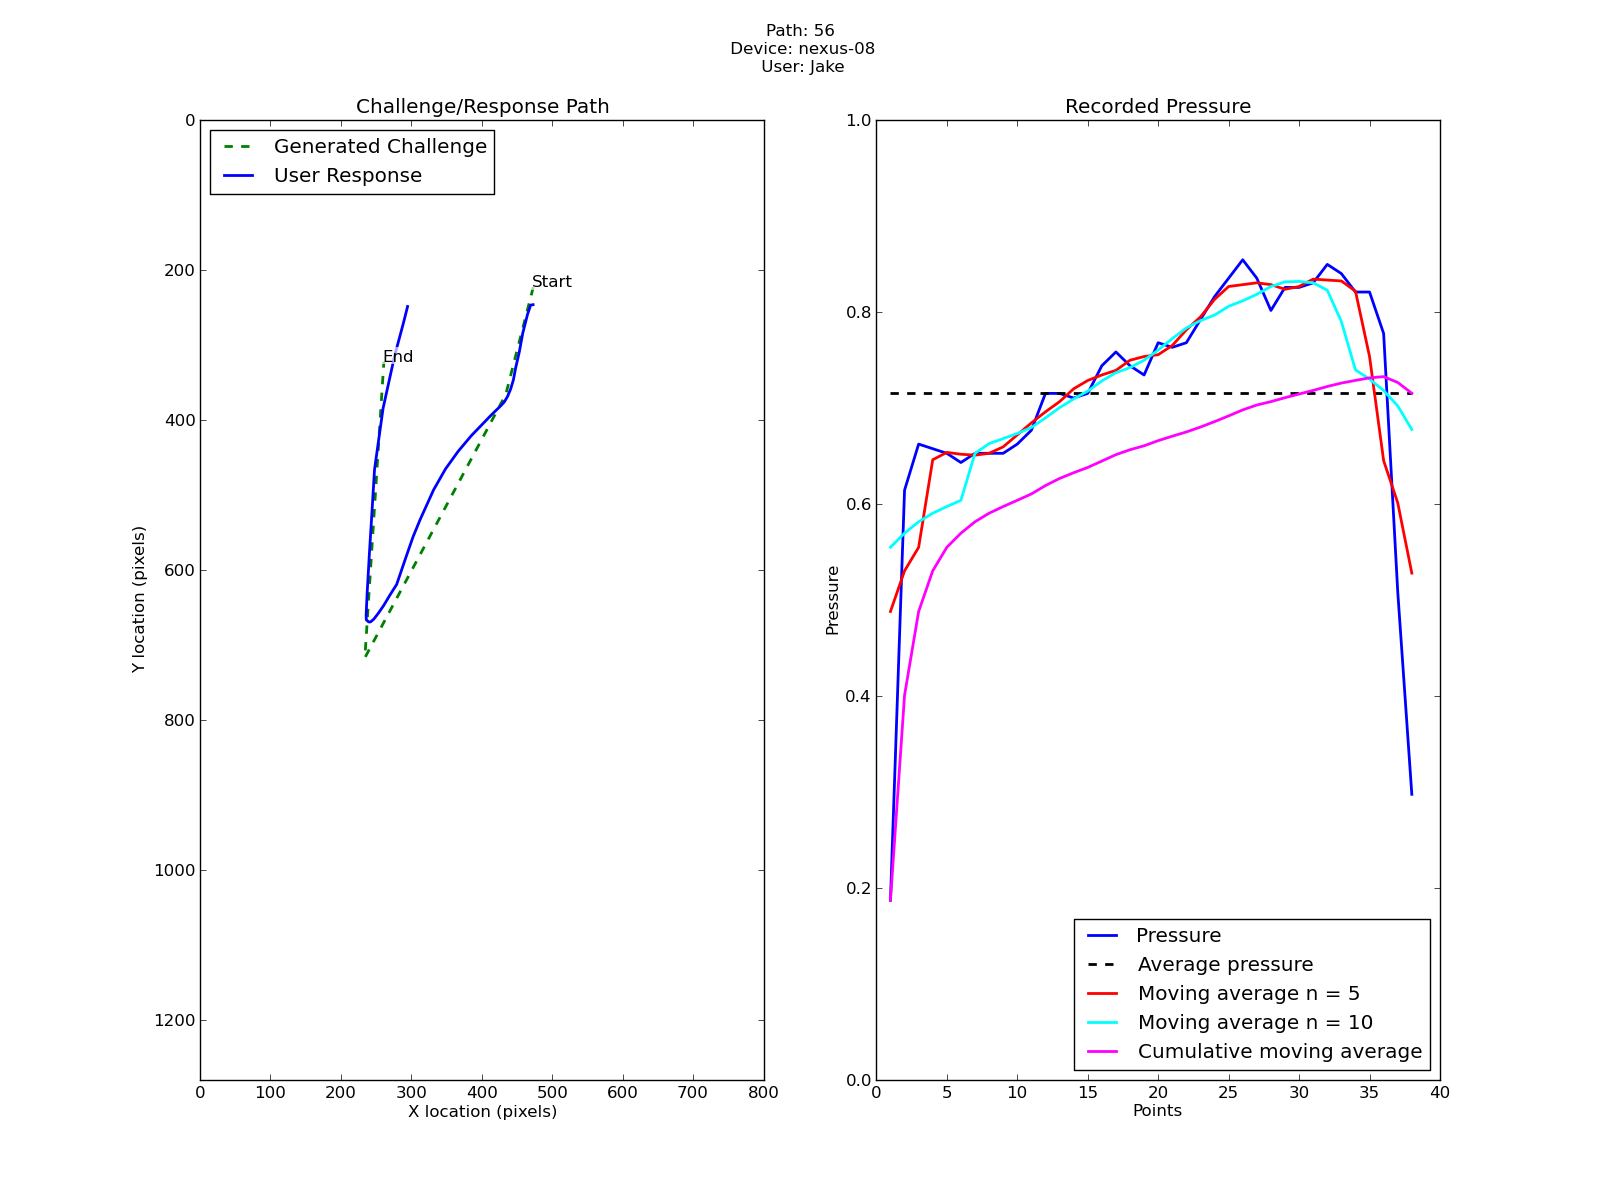 Path: 56
Device: nexus-08
User: Jake
Challenge/Response Path
Generated Challenge
User Response
Start
End
0
200
400
600
800
1000
1200
Y location (pixels)
0 100 200 300 400 500 600 700 800
X location (pixels)
Recorded Pressure
1.0
0.8
0.6
0.4
0.2
0.0
Pressure
Pressure
Average pressure
Moving average n = 5
Moving average n = 10
Cumulative moving average
0 5 10 15 20 25 30 35 40
Points